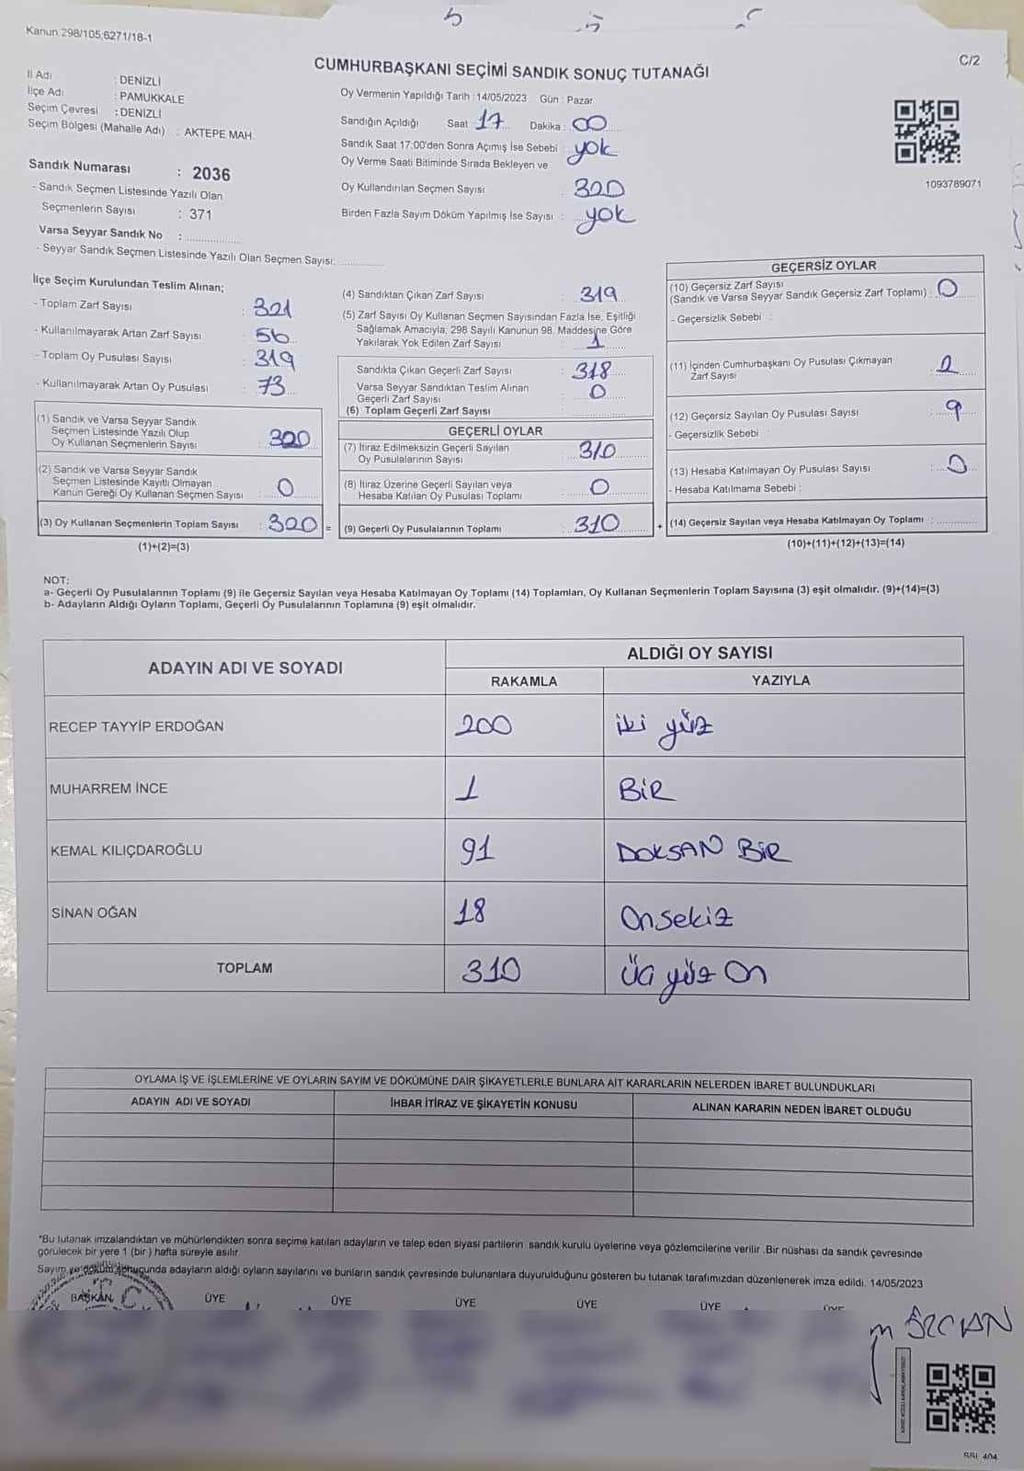 Kanun 298/105;6271/18-1
C/2
CUMHURBAŞKANI SEÇİMİ SANDIK SONUÇ TUTANAĞI
İl Adı : DENİZLİ
İlçe Adı : PAMUKKALE
Seçim Çevresi : DENİZLİ
Seçim Bölgesi (Mahalle Adı) : AKTEPE MAH.
Sandık Numarası : 2036
- Sandık Seçmen Listesinde Yazılı Olan
Seçmenlerin Sayısı : 371
Varsa Seyyar Sandık No :
- Seyyar Sandık Seçmen Listesinde Yazılı Olan Seçmen Sayısı:
Oy Vermenin Yapıldığı Tarih : 14/05/2023 Gün : Pazar
Sandığın Açıldığı Saat 17 Dakika : 00
Sandık Saat 17:00'den Sonra Açımış İse Sebebi : yok
Oy Verme Saati Bitiminde Sırada Bekleyen ve
Oy Kullandırılan Seçmen Sayısı : 320
Birden Fazla Sayım Döküm Yapılmış İse Sayısı : yok
1093789071
İlçe Seçim Kurulundan Teslim Alınan;
- Toplam Zarf Sayısı : 321
- Kullanılmayarak Artan Zarf Sayısı : 56
- Toplam Oy Pusulası Sayısı : 319
- Kullanılmayarak Artan Oy Pusulası : 73
(1) Sandık ve Varsa Seyyar Sandık
Seçmen Listesinde Yazılı Olup
Oy Kullanan Seçmenlerin Sayısı : 320
(2) Sandık ve Varsa Seyyar Sandık
Seçmen Listesinde Kayıtlı Olmayan
Kanun Gereği Oy Kullanan Seçmen Sayısı : 0
(3) Oy Kullanan Seçmenlerin Toplam Sayısı : 320 =
(1)+(2)=(3)
(4) Sandıktan Çıkan Zarf Sayısı : 319
(5) Zarf Sayısı Oy Kullanan Seçmen Sayısından Fazla İse, Eşitliği
Sağlamak Amacıyla, 298 Sayılı Kanunun 98. Maddesine Göre
Yakılarak Yok Edilen Zarf Sayısı : 1
Sandıkta Çıkan Geçerli Zarf Sayısı : 318
Varsa Seyyar Sandıktan Teslim Alınan
Geçerli Zarf Sayısı : 0
(6) Toplam Geçerli Zarf Sayısı
GEÇERLİ OYLAR
(7) İtiraz Edilmeksizin Geçerli Sayılan
Oy Pusulalarının Sayısı : 310
(8) İtiraz Üzerine Geçerli Sayılan veya
Hesaba Katılan Oy Pusulası Toplamı : 0
(9) Geçerli Oy Pusulalarının Toplamı : 310 +
GEÇERSİZ OYLAR
(10) Geçersiz Zarf Sayısı
(Sandık ve Varsa Seyyar Sandık Geçersiz Zarf Toplamı) : 0
- Geçersizlik Sebebi :
(11) İçinden Cumhurbaşkanı Oy Pusulası Çıkmayan
Zarf Sayısı : 2
(12) Geçersiz Sayılan Oy Pusulası Sayısı : 9
- Geçersizlik Sebebi :
(13) Hesaba Katılmayan Oy Pusulası Sayısı : 0
- Hesaba Katılmama Sebebi :
(14) Geçersiz Sayılan veya Hesaba Katılmayan Oy Toplamı :
(10)+(11)+(12)+(13)=(14)
NOT:
a- Geçerli Oy Pusulalarının Toplamı (9) ile Geçersiz Sayılan veya Hesaba Katılmayan Oy Toplamı (14) Toplamları, Oy Kullanan Seçmenlerin Toplam Sayısına (3) eşit olmalıdır. (9)+(14)=(3)
b- Adayların Aldığı Oyların Toplamı, Geçerli Oy Pusulalarının Toplamına (9) eşit olmalıdır.
ADAYIN ADI VE SOYADI
ALDIĞI OY SAYISI
RAKAMLA YAZIYLA
RECEP TAYYİP ERDOĞAN 200 iki yüz
MUHARREM İNCE 1 BİR
KEMAL KILIÇDAROĞLU 91 DOKSAN BİR
SİNAN OĞAN 18 Onsekiz
TOPLAM 310 Üç yüz On
OYLAMA İŞ VE İŞLEMLERİNE VE OYLARIN SAYIM VE DÖKÜMÜNE DAİR ŞİKAYETLERLE BUNLARA AİT KARARLARIN NELERDEN İBARET BULUNDUKLARI
ADAYIN ADI VE SOYADI İHBAR İTİRAZ VE ŞİKAYETİN KONUSU ALINAN KARARIN NEDEN İBARET OLDUĞU
*Bu tutanak imzalandıktan ve mühürlendikten sonra seçime katılan adayların ve talep eden siyasi partilerin sandık kurulu üyelerine veya gözlemcilerine verilir .Bir nüshası da sandık çevresinde
görülecek bir yere 1 (bir ) hafta süreyle asılır.
Sayım ve döküm sonucunda adayların aldığı oyların sayılarını ve bunların sandık çevresinde bulunanlara duyurulduğunu gösteren bu tutanak tarafımızdan düzenlenerek imza edildi. 14/05/2023
BAŞKAN ÜYE ÜYE ÜYE ÜYE ÜYE ÜYE
ÖZCAN